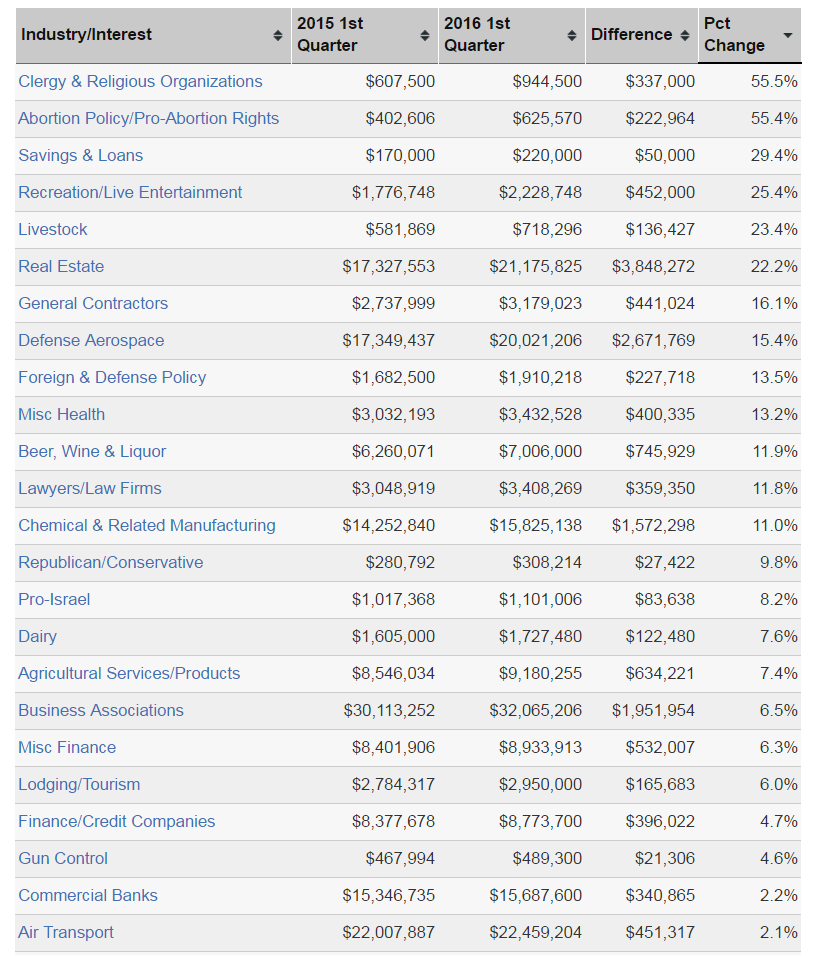 Industry/Interest 2015 1st Quarter 2016 1st Quarter Difference Pct Change
Clergy & Religious Organizations $607,500 $944,500 $337,000 55.5%
Abortion Policy/Pro-Abortion Rights $402,606 $625,570 $222,964 55.4%
Savings & Loans $170,000 $220,000 $50,000 29.4%
Recreation/Live Entertainment $1,776,748 $2,228,748 $452,000 25.4%
Livestock $581,869 $718,296 $136,427 23.4%
Real Estate $17,327,553 $21,175,825 $3,848,272 22.2%
General Contractors $2,737,999 $3,179,023 $441,024 16.1%
Defense Aerospace $17,349,437 $20,021,206 $2,671,769 15.4%
Foreign & Defense Policy $1,682,500 $1,910,218 $227,718 13.5%
Misc Health $3,032,193 $3,432,528 $400,335 13.2%
Beer, Wine & Liquor $6,260,071 $7,006,000 $745,929 11.9%
Lawyers/Law Firms $3,048,919 $3,408,269 $359,350 11.8%
Chemical & Related Manufacturing $14,252,840 $15,825,138 $1,572,298 11.0%
Republican/Conservative $280,792 $308,214 $27,422 9.8%
Pro-Israel $1,017,368 $1,101,006 $83,638 8.2%
Dairy $1,605,000 $1,727,480 $122,480 7.6%
Agricultural Services/Products $8,546,034 $9,180,255 $634,221 7.4%
Business Associations $30,113,252 $32,065,206 $1,951,954 6.5%
Misc Finance $8,401,906 $8,933,913 $532,007 6.3%
Lodging/Tourism $2,784,317 $2,950,000 $165,683 6.0%
Finance/Credit Companies $8,377,678 $8,773,700 $396,022 4.7%
Gun Control $467,994 $489,300 $21,306 4.6%
Commercial Banks $15,346,735 $15,687,600 $340,865 2.2%
Air Transport $22,007,887 $22,459,204 $451,317 2.1%